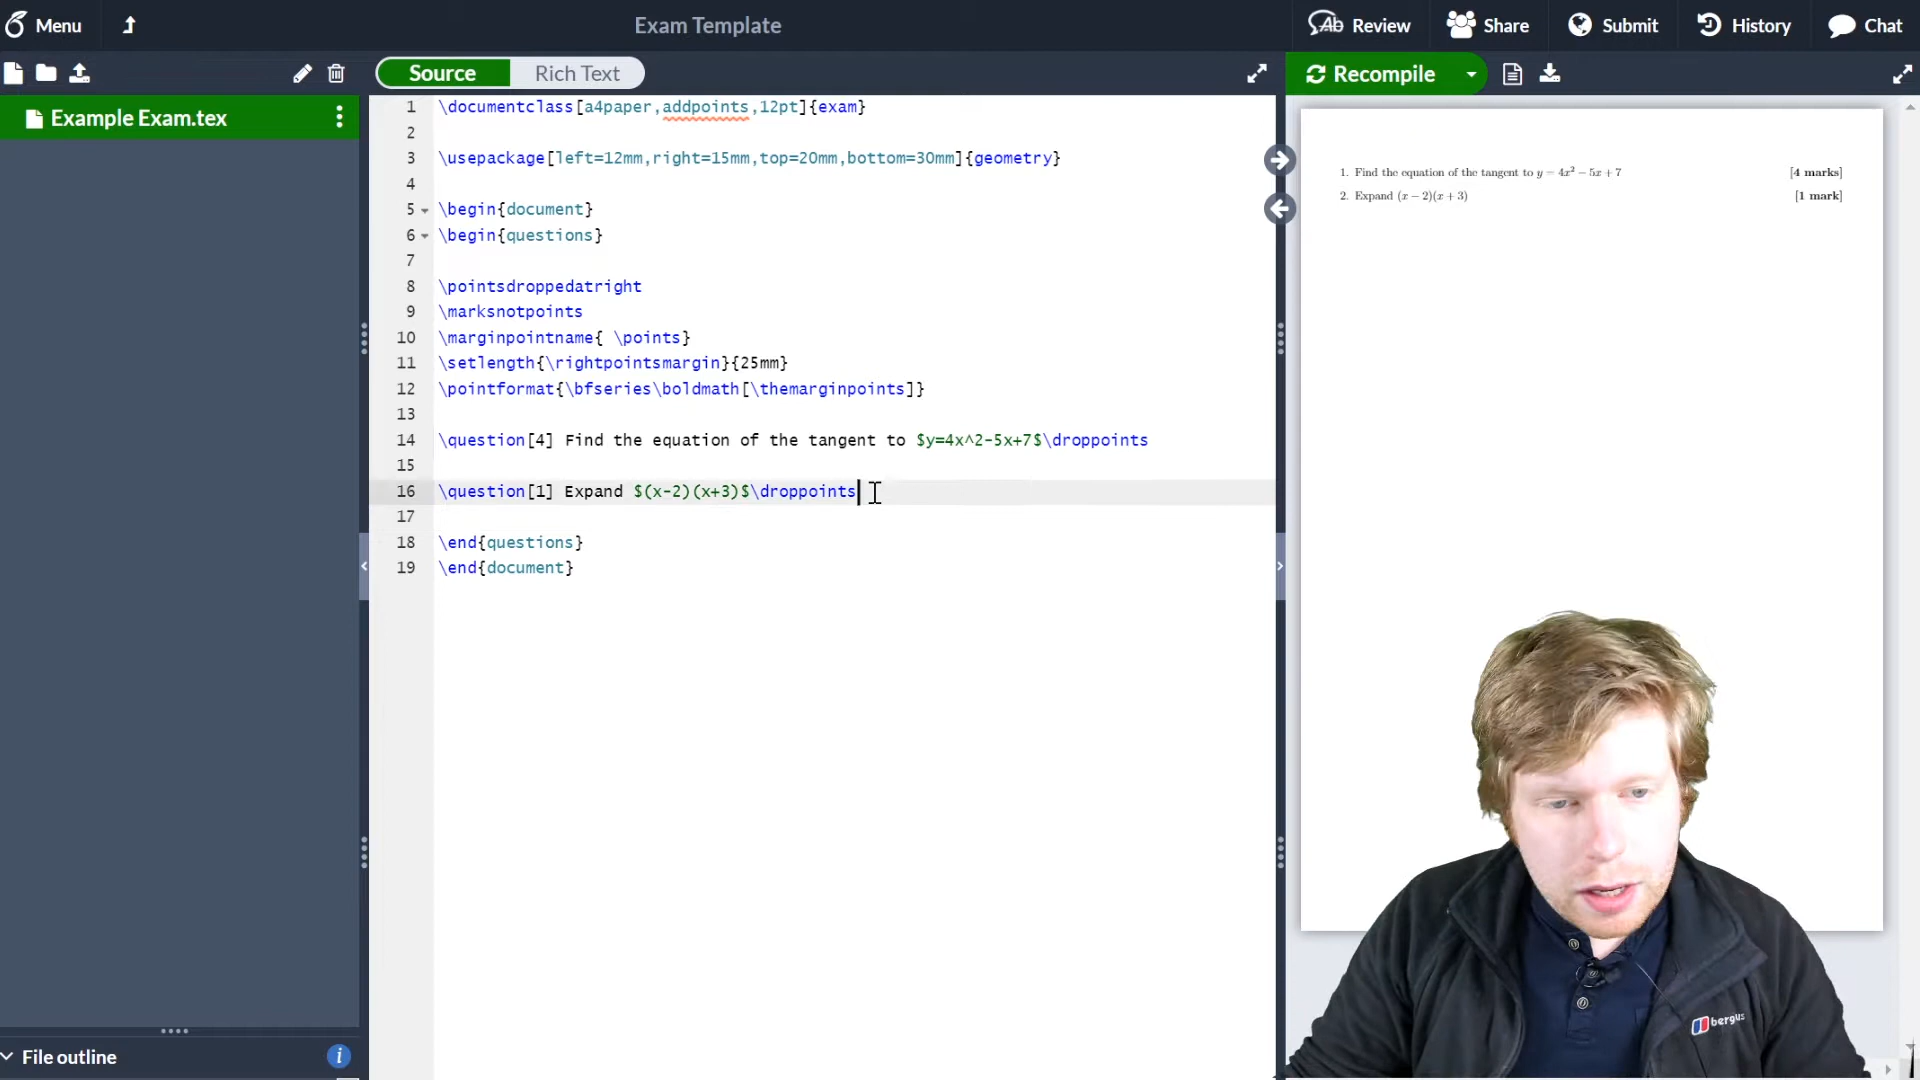 Menu
Exam Template
Review
Share
Submit
History
Chat
Source
Rich Text
Recompile
Example Exam.tex
1 \documentclass[a4paper,addpoints,12pt]{exam}
2
3 \usepackage[left=12mm,right=15mm,top=20mm,bottom=30mm]{geometry}
4
5 \begin{document}
6 \begin{questions}
7
8 \pointsdroppedatright
9 \marksnotpoints
10 \marginpointname{ \points}
11 \setlength{\rightpointsmargin}{25mm}
12 \pointformat{\bfseries\boldmath[\themarginpoints]}
13
14 \question[4] Find the equation of the tangent to $y=4x^2-5x+7$\droppoints
15
16 \question[1] Expand $(x-2)(x+3)$\droppoints
17
18 \end{questions}
19 \end{document}
1. Find the equation of the tangent to y = 4x² − 5x + 7 [4 marks]
2. Expand (x − 2)(x + 3) [1 mark]
bergus
File outline